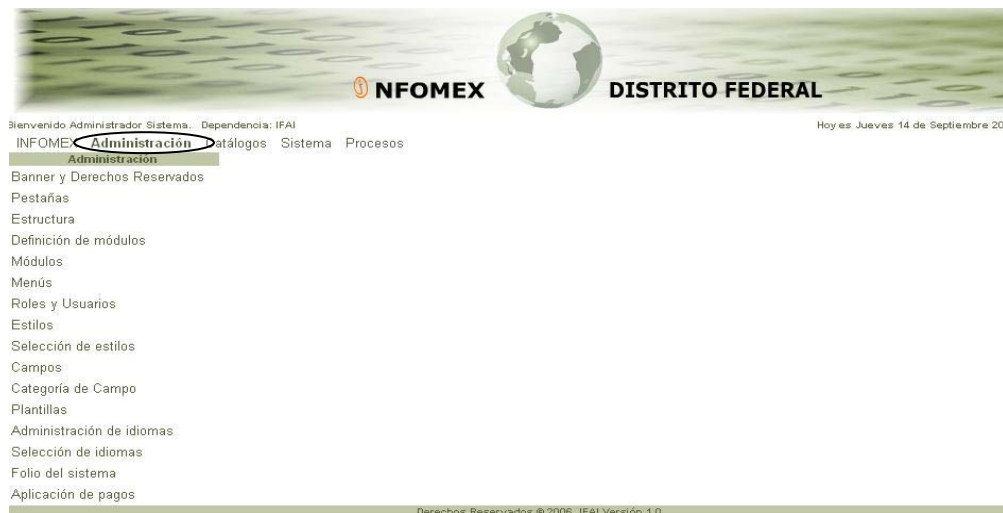 INFOMEX DISTRITO FEDERAL
Bienvenido Administrador Sistema. Dependencia: IFAI
Hoy es Jueves 14 de Septiembre 20
INFOMEX Administración Catálogos Sistema Procesos
Administración
Banner y Derechos Reservados
Pestañas
Estructura
Definición de módulos
Módulos
Menús
Roles y Usuarios
Estilos
Selección de estilos
Campos
Categoría de Campo
Plantillas
Administración de idiomas
Selección de idiomas
Folio del sistema
Aplicación de pagos
Derechos Reservados © 2006, IFAI Versión 1.0